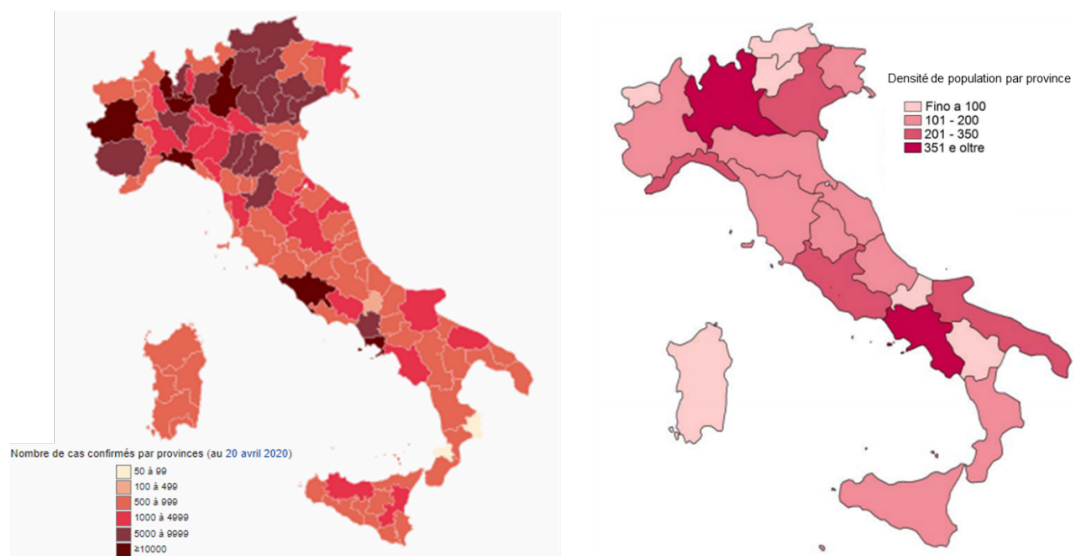 Nombre de cas confirmés par provinces (au 20 avril 2020)
50 à 99
100 à 499
500 à 999
1000 à 4999
5000 à 9999
≥10000
Densité de population par province
Fino a 100
101 - 200
201 - 350
351 e oltre